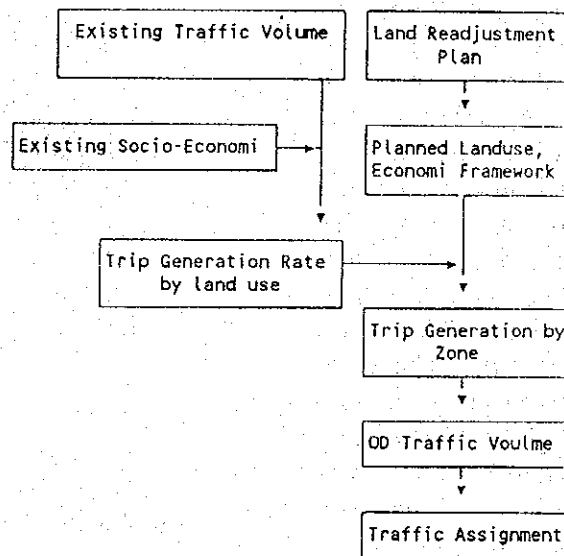 Existing Traffic Volume
Land Readjustment
Plan
Existing Socio-Economi
Planned Landuse,
Economi Framework
Trip Generation Rate
by land use
Trip Generation by
Zone
OD Traffic Voulme
Traffic Assignment